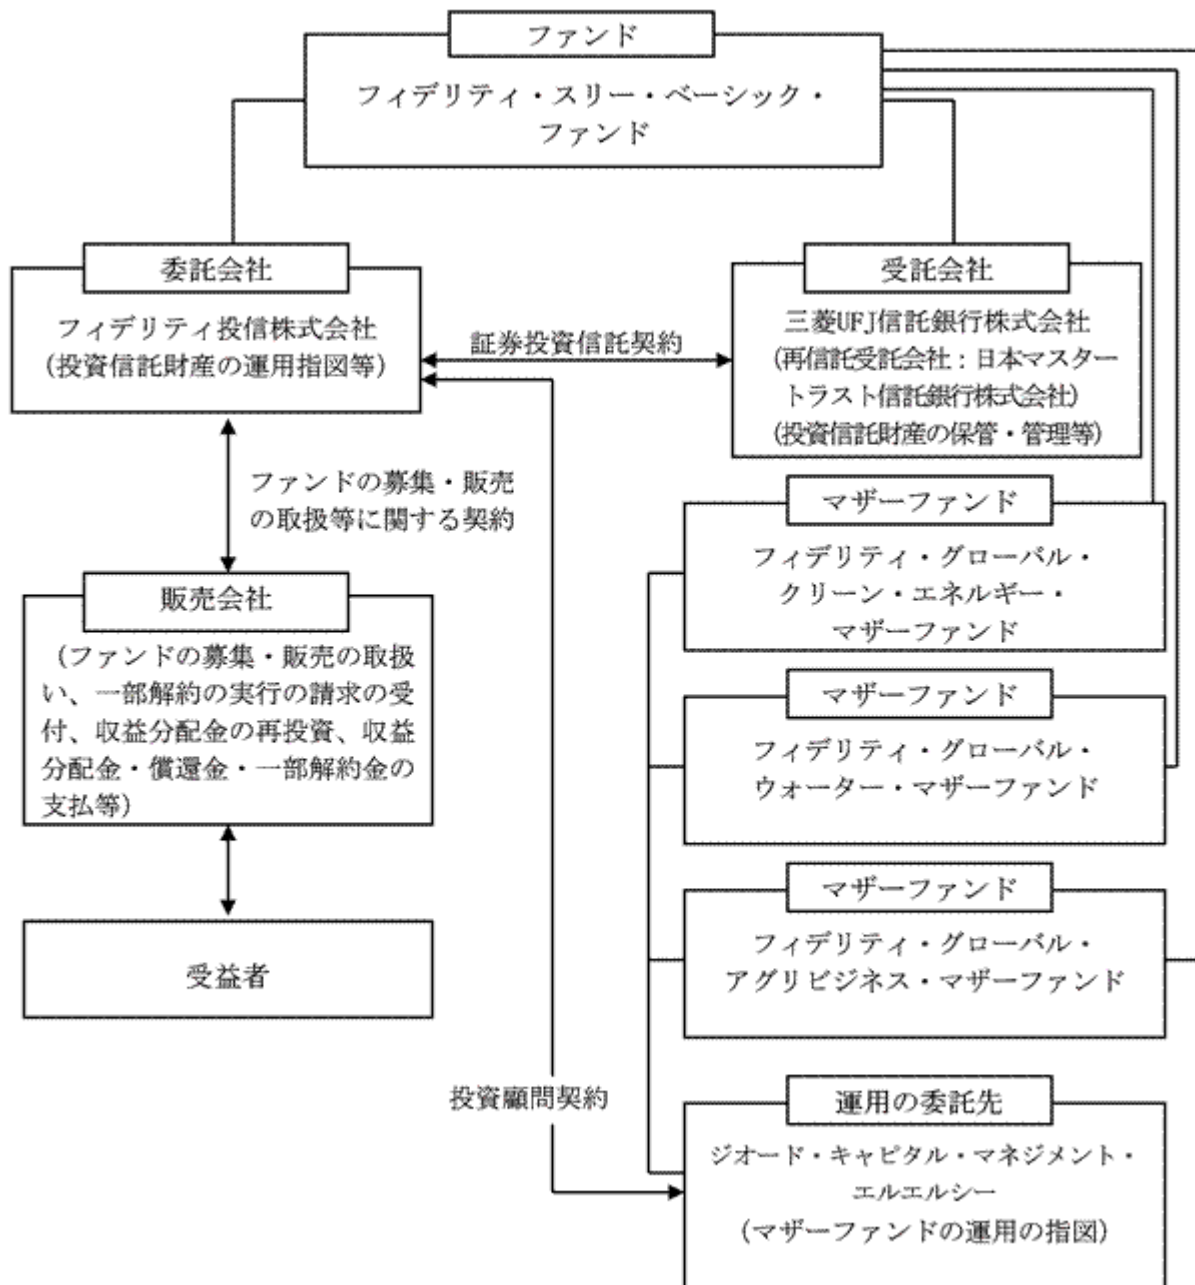 ファンド
フィデリティ・スリー・ベーシック・
ファンド
委託会社
フィデリティ投信株式会社
(投資信託財産の運用指図等)
証券投資信託契約
受託会社
三菱UFJ信託銀行株式会社
(再信託受託会社:日本マスター
トラスト信託銀行株式会社)
(投資信託財産の保管・管理等)
ファンドの募集・販売
の取扱等に関する契約
販売会社
(ファンドの募集・販売の取扱
い、一部解約の実行の請求の受
付、収益分配金の再投資、収益
分配金・償還金・一部解約金の
支払等)
受益者
マザーファンド
フィデリティ・グローバル・
クリーン・エネルギー・
マザーファンド
マザーファンド
フィデリティ・グローバル・
ウォーター・マザーファンド
マザーファンド
フィデリティ・グローバル・
アグリビジネス・マザーファンド
投資顧問契約
運用の委託先
ジオード・キャピタル・マネジメント・
エルエルシー
(マザーファンドの運用の指図)